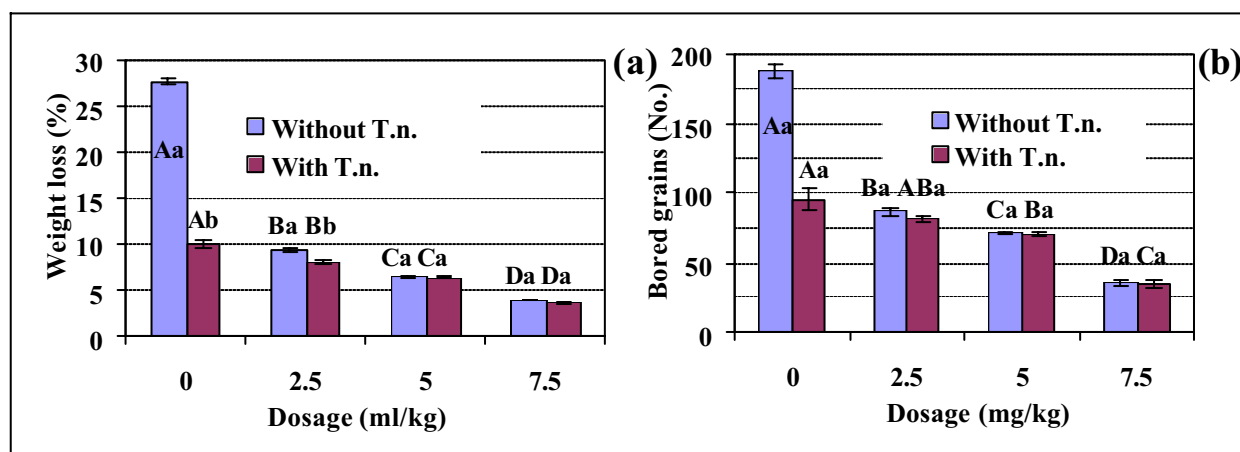 (a)
Weight loss (%)
30
25
20
15
10
5
0
Without T.n.
With T.n.
Aa
Ab
Ba Bb
Ca Ca
Da Da
0 2.5 5 7.5
Dosage (ml/kg)
(b)
Bored grains (No.)
200
150
100
50
0
Without T.n.
With T.n.
Aa
Aa
Ba ABa
Ca Ba
Da Ca
0 2.5 5 7.5
Dosage (mg/kg)